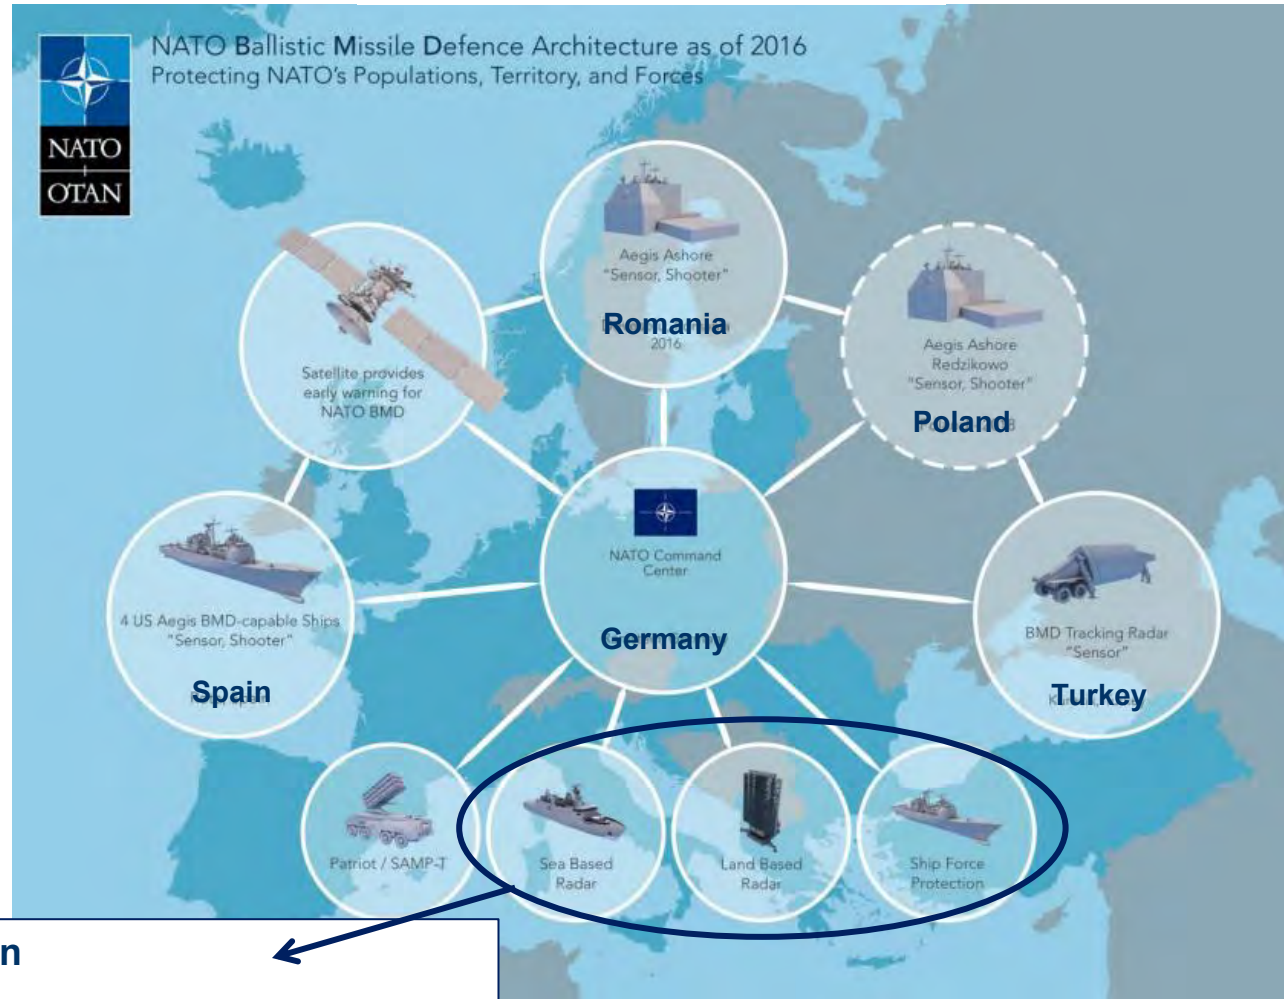 NATO Ballistic Missile Defence Architecture as of 2016
Protecting NATO's Populations, Territory, and Forces
NATO
OTAN
Aegis Ashore
"Sensor, Shooter"
Romania
2016
Satellite provides
early warning for
NATO BMD
Aegis Ashore
Redzikowo
"Sensor, Shooter"
Poland
NATO Command
Center
Germany
4 US Aegis BMD-capable Ships
"Sensor, Shooter"
Spain
BMD Tracking Radar
"Sensor"
Turkey
Patriot / SAMP-T
Sea Based
Radar
Land Based
Radar
Ship Force
Protection
n